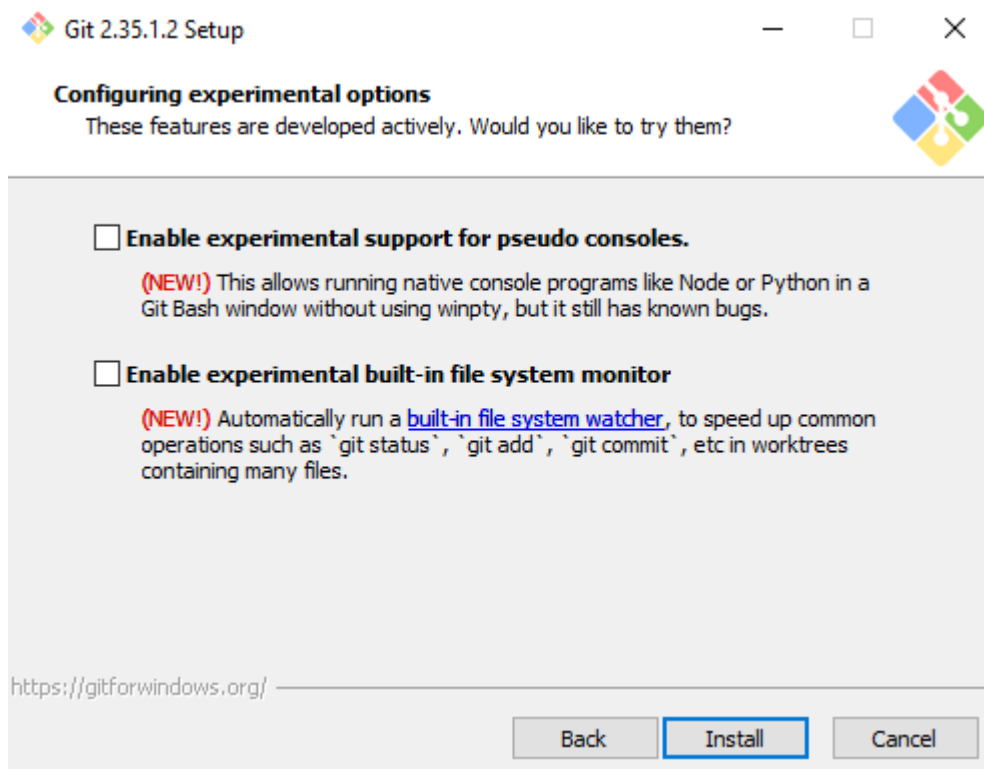 Git 2.35.1.2 Setup
Configuring experimental options
These features are developed actively. Would you like to try them?
Enable experimental support for pseudo consoles.
(NEW!) This allows running native console programs like Node or Python in a
Git Bash window without using winpty, but it still has known bugs.
Enable experimental built-in file system monitor
(NEW!) Automatically run a built-in file system watcher, to speed up common
operations such as `git status`, `git add`, `git commit`, etc in worktrees
containing many files.
https://gitforwindows.org/
Back Install Cancel